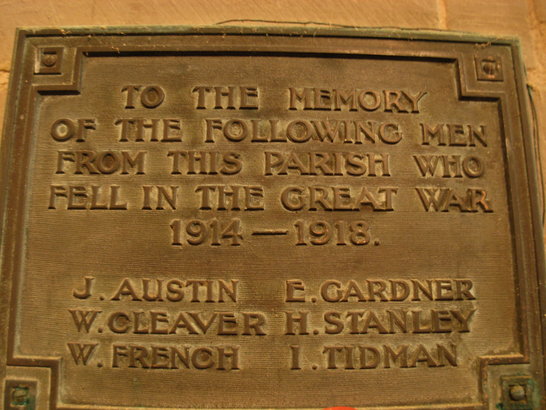 TO THE MEMORY
OF THE FOLLOWING MEN
FROM THIS PARISH WHO
FELL IN THE GREAT WAR
1914 — 1918.
J. AUSTIN E. GARDNER
W. CLEAVER H. STANLEY
W. FRENCH I. TIDMAN